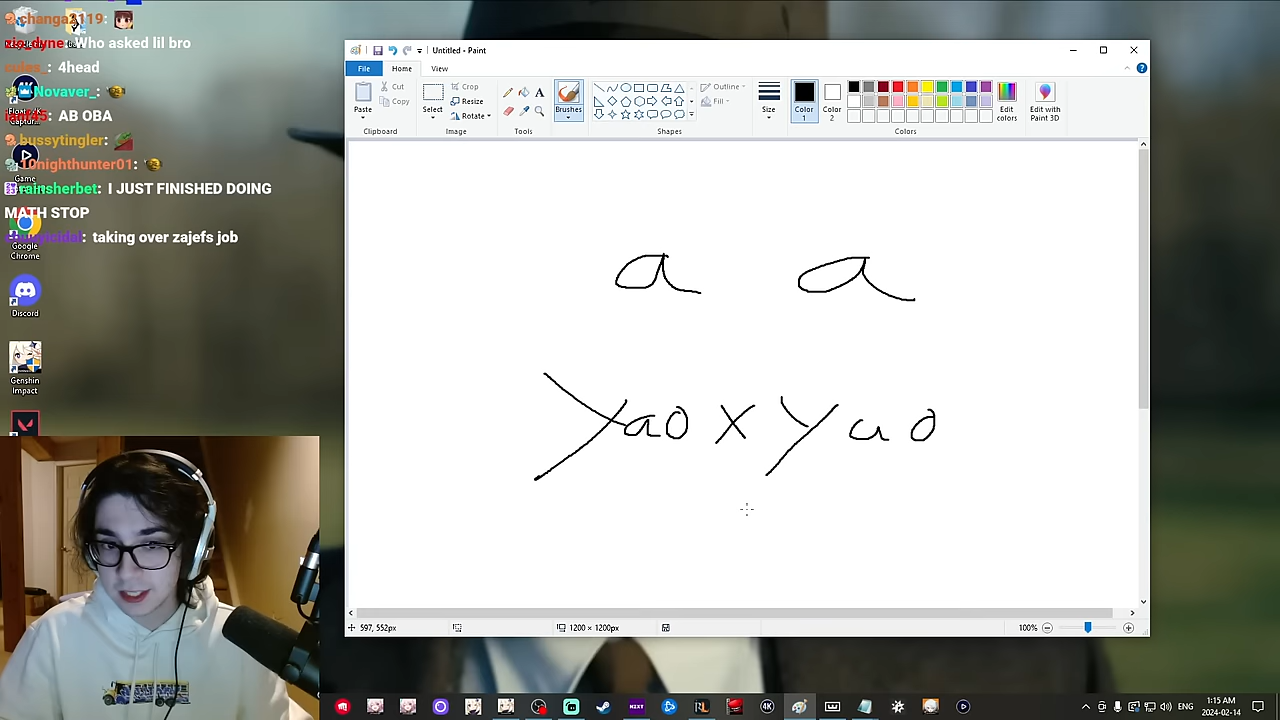 changa2119:
Who asked lil bro
: 4head
Novaver_:
: AB OBA
bussytingler:
10nighthunter01:
rainsherbet: I JUST FINISHED DOING
MATH STOP
: taking over zajefs job
Game
Google
Chrome
Discord
Genshin
Impact
Untitled - Paint
File Home View
Paste Cut Copy
Clipboard
Select Crop Resize Rotate
Image
Tools
Brushes
Outline Fill
Shapes
Size
Color 1
Color 2
Edit colors
Colors
Edit with Paint 3D
a a
Yao x Yao
597, 552px 1200 × 1200px 100%
ENG
1:15 AM
2024-02-14